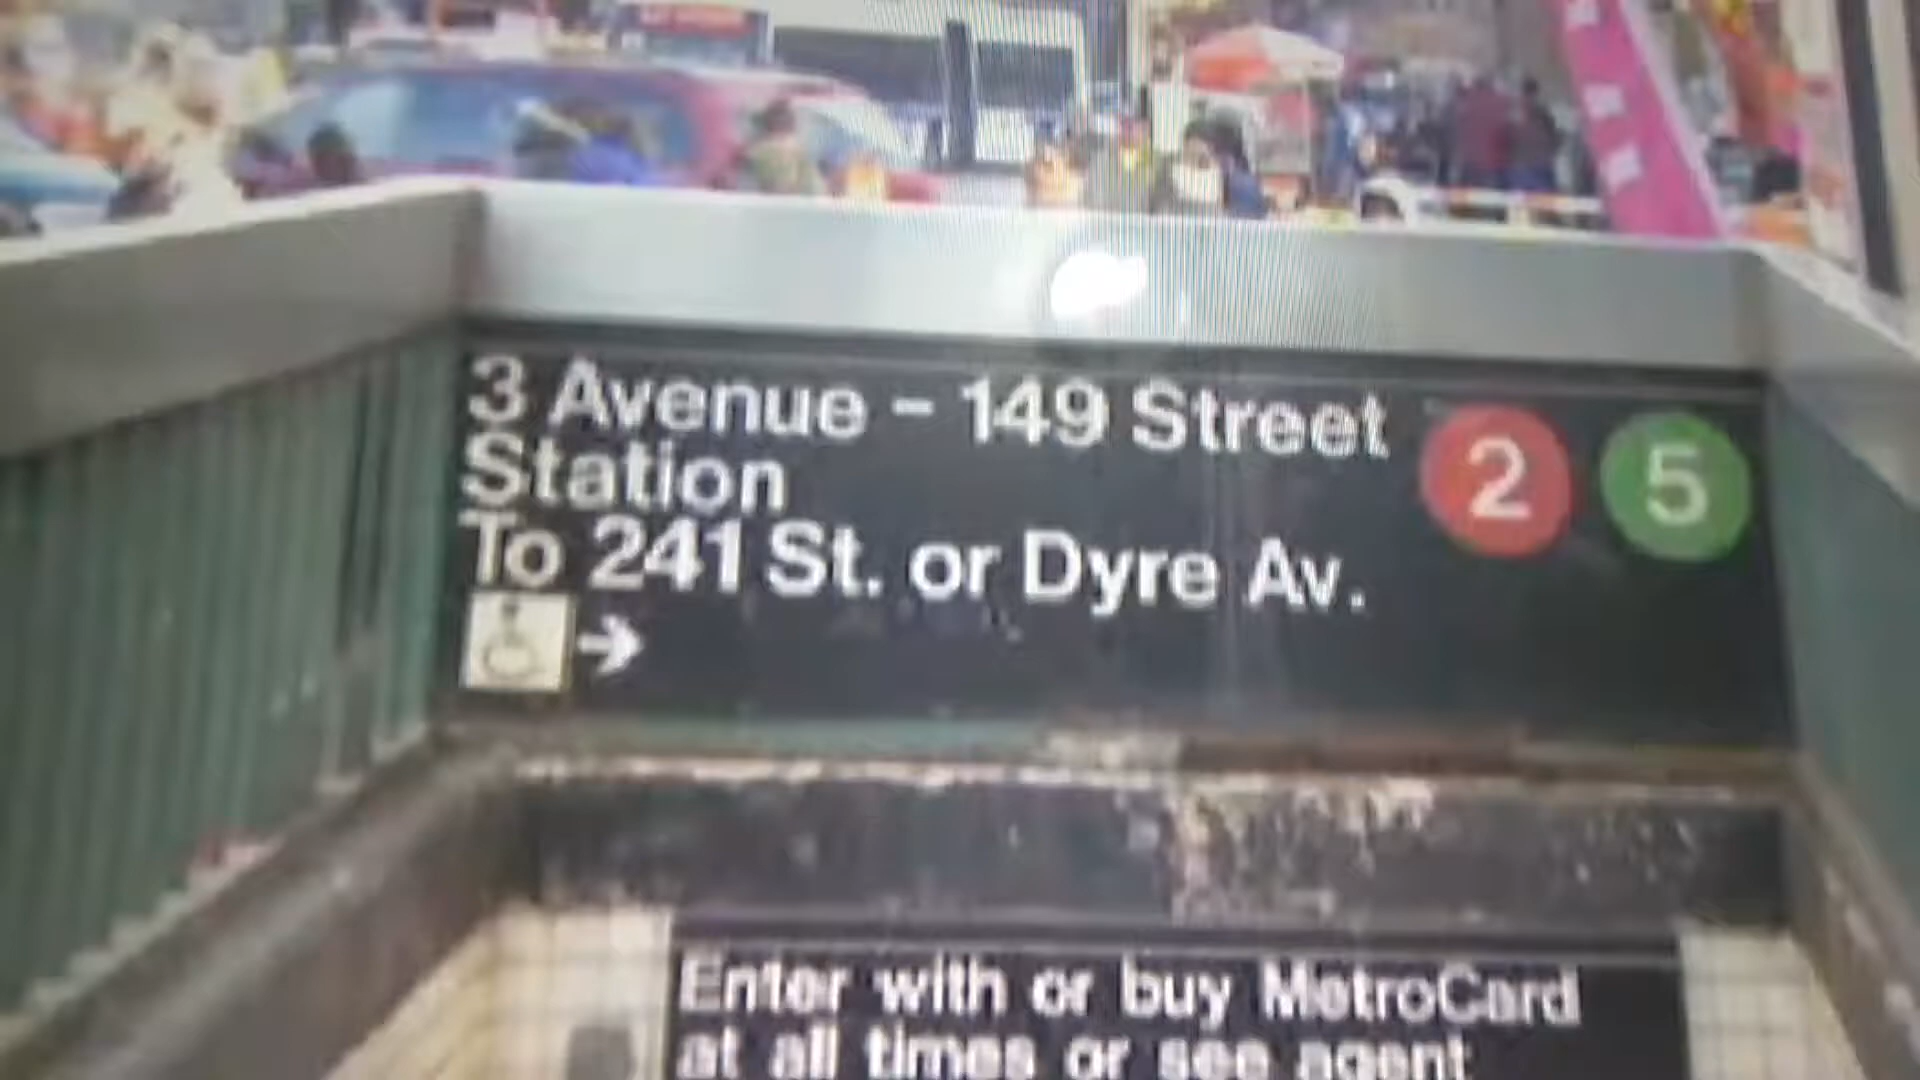 3 Avenue - 149 Street
Station
To 241 St. or Dyre Av.
2 5
Enter with or buy MetroCard
at all times or see agent